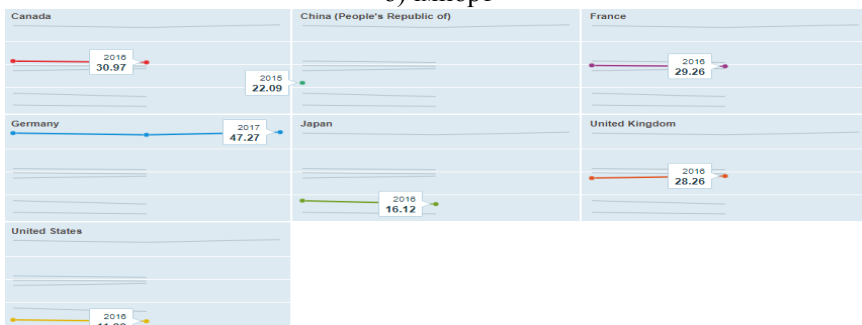 імпорт
Canada
2016
30.97
China (People's Republic of)
2015
22.09
France
2016
29.26
Germany
2017
47.27
Japan
2016
16.12
United Kingdom
2016
28.26
United States
2016